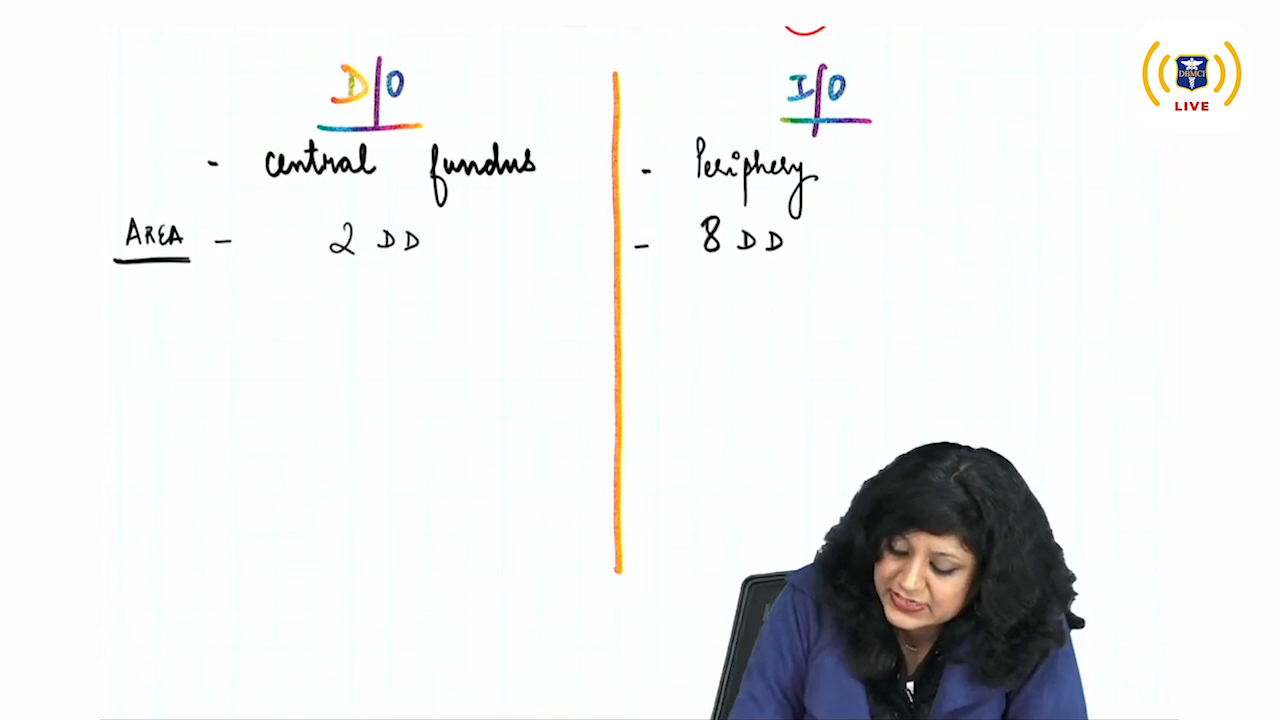 D/O
I/O
DBMCI
LIVE
- central fundus
- Periphery
AREA - 2 DD
- 8 DD